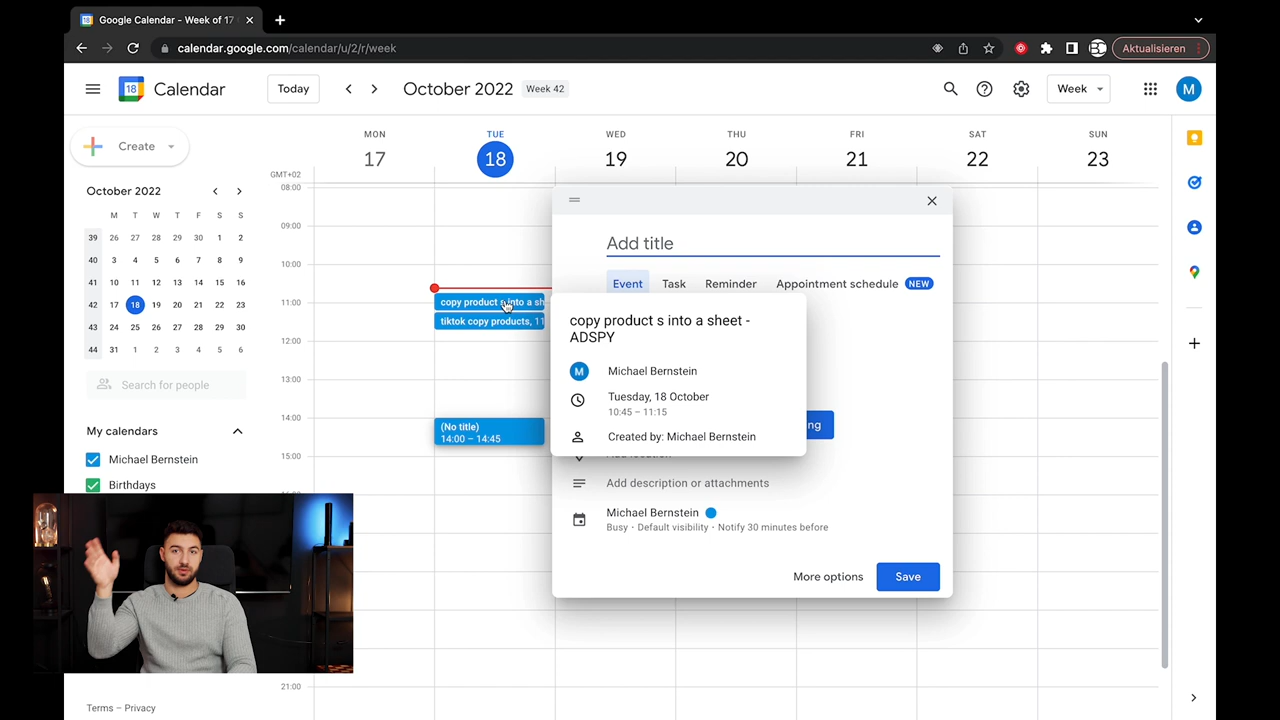 Google Calendar - Week of 17
calendar.google.com/calendar/u/2/r/week
Aktualisieren
18
Calendar
Today
October 2022
Week 42
Week
M
Create
MON
TUE
WED
THU
FRI
SAT
SUN
17
18
19
20
21
22
23
GMT+02
October 2022
M T W T F S S
39 26 27 28 29 30 1 2
40 3 4 5 6 7 8 9
41 10 11 12 13 14 15 16
42 17 18 19 20 21 22 23
43 24 25 26 27 28 29 30
44 31 1 2 3 4 5 6
Search for people
My calendars
Michael Bernstein
Birthdays
08:00
09:00
10:00
11:00
12:00
13:00
14:00
15:00
21:00
copy product s into a sh
tiktok copy products, 11
(No title)
14:00 – 14:45
Add title
Event
Task
Reminder
Appointment schedule
NEW
copy product s into a sheet -
ADSPY
M
Michael Bernstein
Tuesday, 18 October
10:45 – 11:15
Created by: Michael Bernstein
ng
Add description or attachments
Michael Bernstein
Busy · Default visibility · Notify 30 minutes before
More options
Save
Terms – Privacy